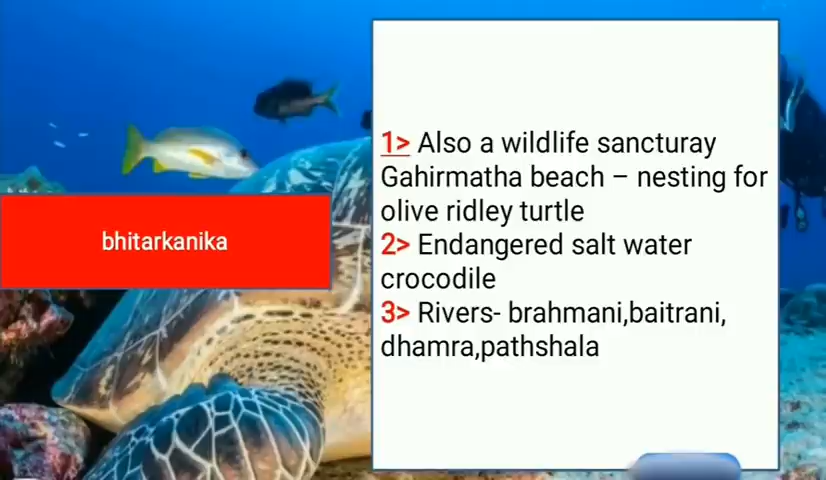 bhitarkanika
1> Also a wildlife sancturay
Gahirmatha beach – nesting for
olive ridley turtle
2> Endangered salt water
crocodile
3> Rivers- brahmani,baitrani,
dhamra,pathshala